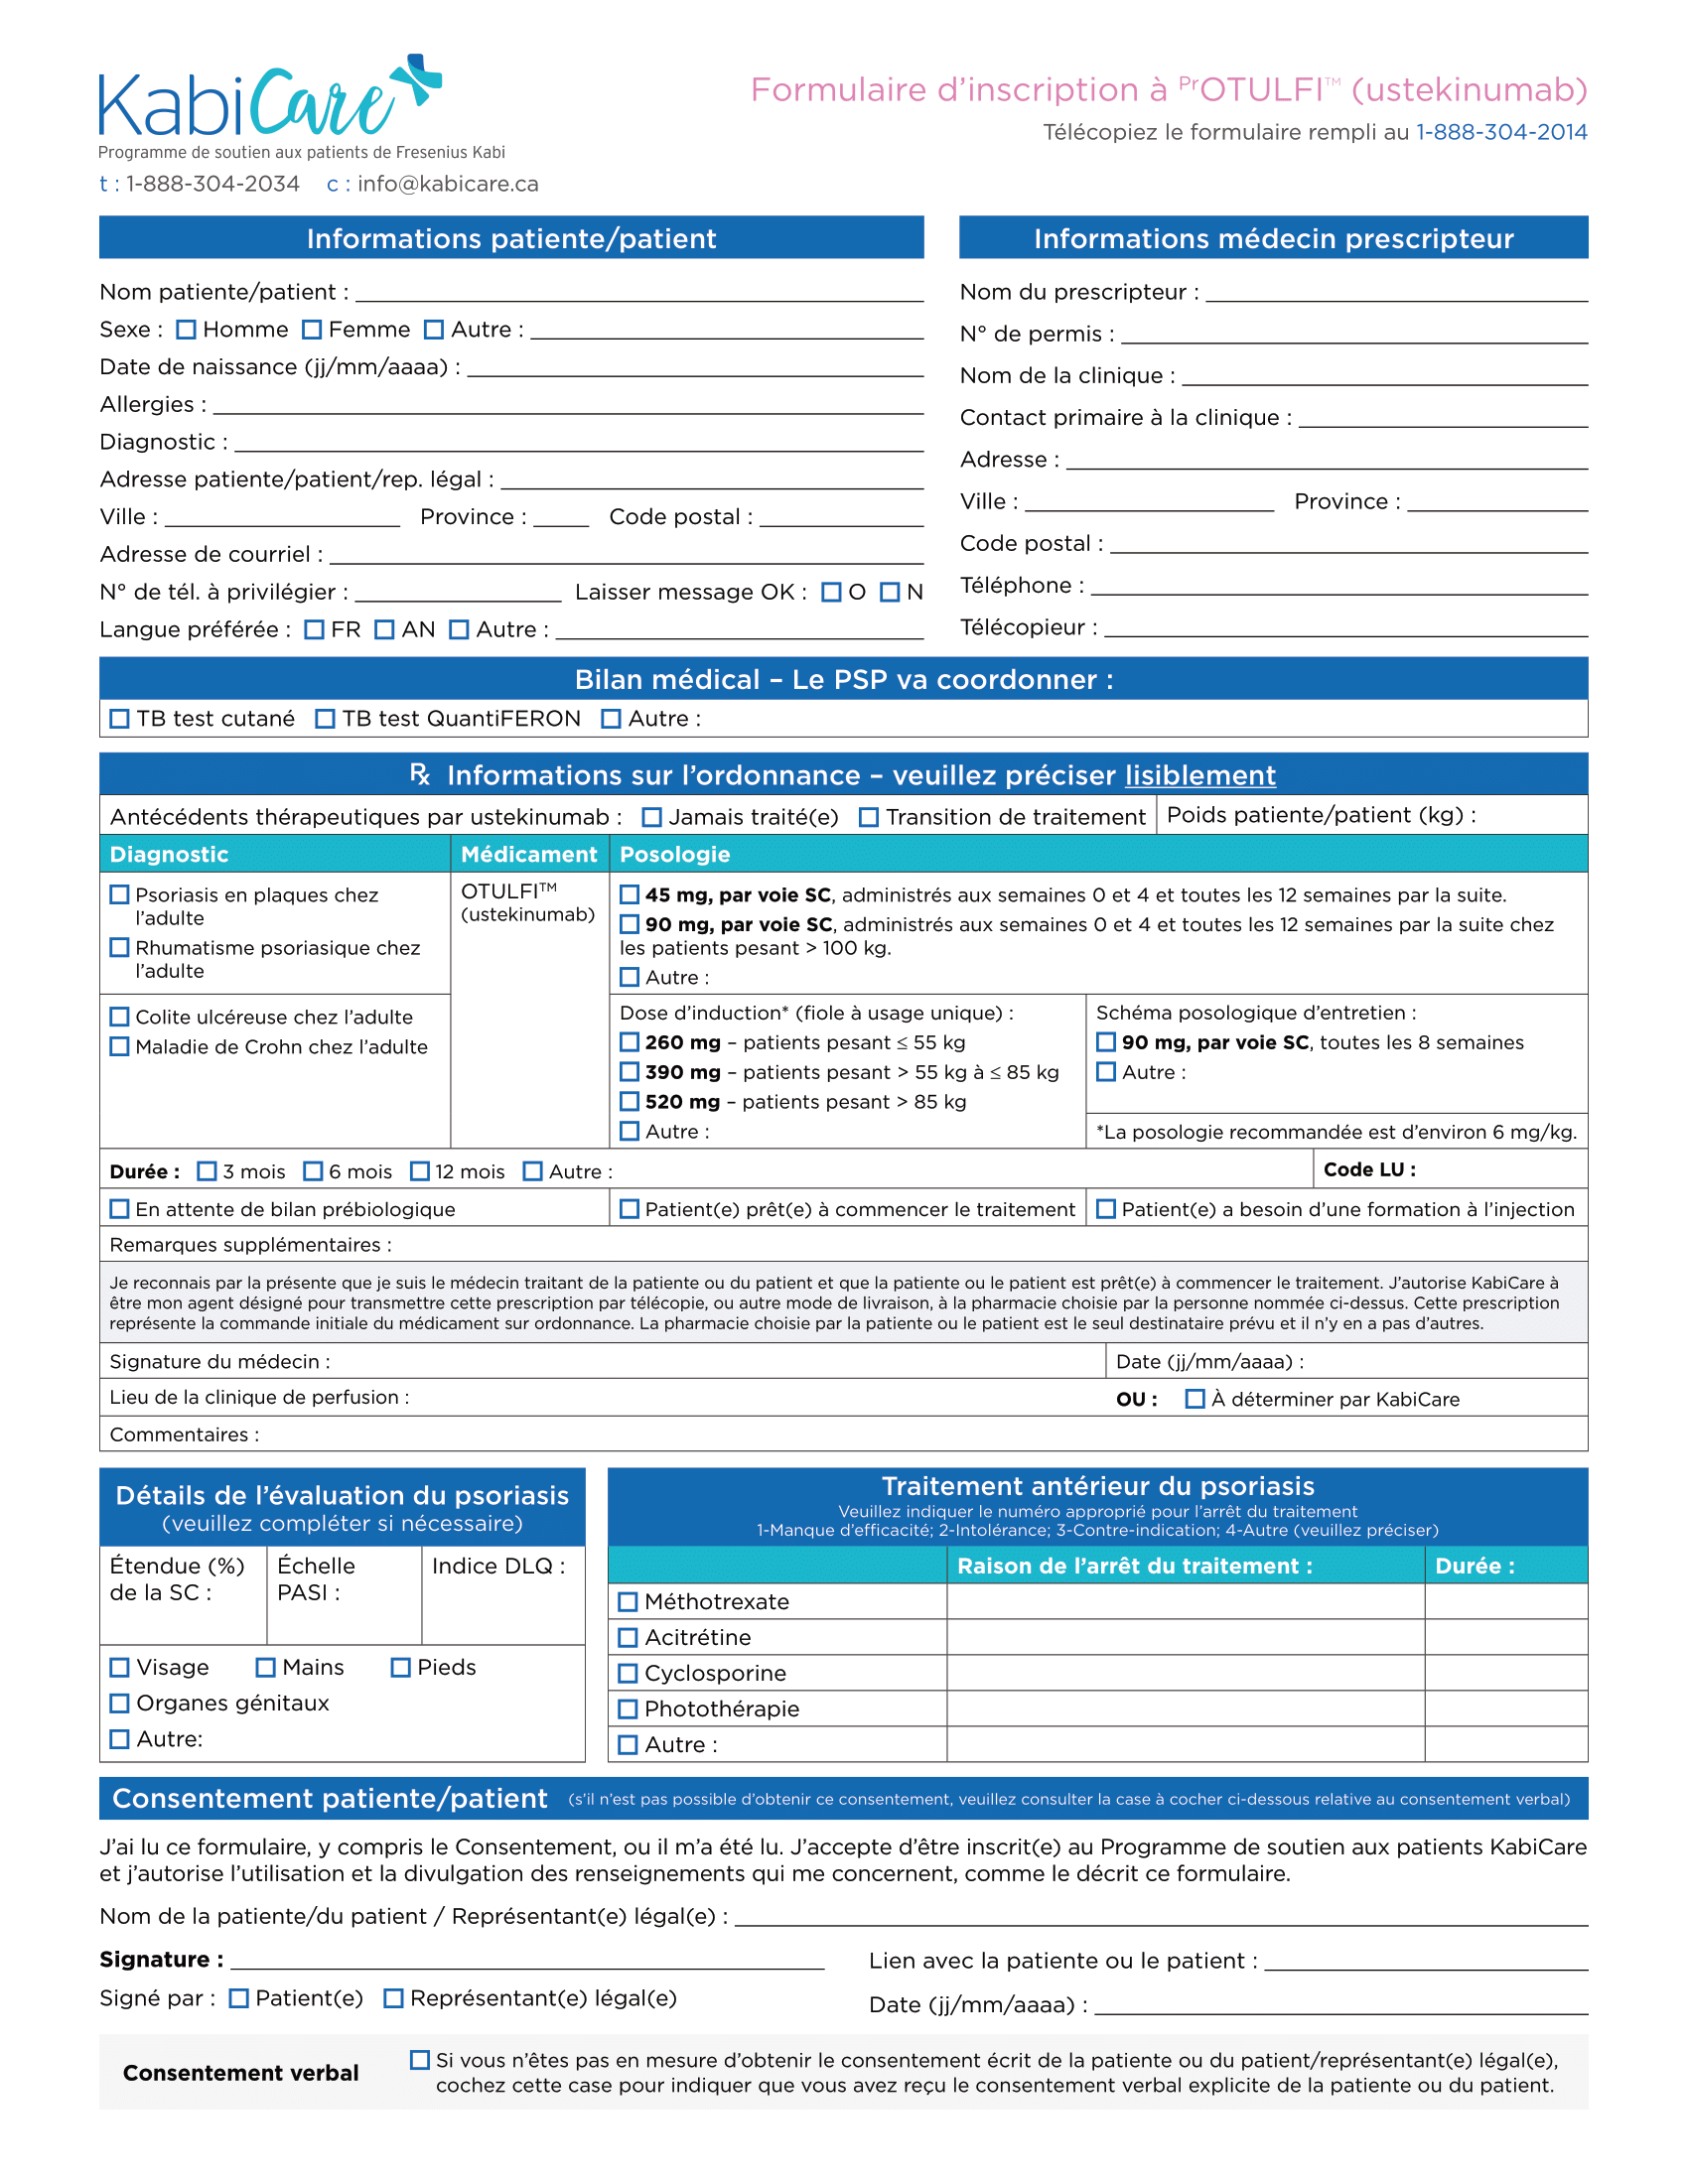 KabiCare
Programme de soutien aux patients de Fresenius Kabi
t : 1-888-304-2034 c : info@kabicare.ca
Formulaire d’inscription à PrOTULFI™ (ustekinumab)
Télécopiez le formulaire rempli au 1-888-304-2014
Informations patiente/patient
Nom patiente/patient :
Sexe : Homme Femme Autre :
Date de naissance (jj/mm/aaaa) :
Allergies :
Diagnostic :
Adresse patiente/patient/rep. légal :
Ville : Province : Code postal :
Adresse de courriel :
N° de tél. à privilégier : Laisser message OK : O N
Langue préférée : FR AN Autre :
Informations médecin prescripteur
Nom du prescripteur :
N° de permis :
Nom de la clinique :
Contact primaire à la clinique :
Adresse :
Ville : Province :
Code postal :
Téléphone :
Télécopieur :
Bilan médical – Le PSP va coordonner :
TB test cutané TB test QuantiFERON Autre :
℞ Informations sur l’ordonnance – veuillez préciser lisiblement
Antécédents thérapeutiques par ustekinumab : Jamais traité(e) Transition de traitement Poids patiente/patient (kg) :
Diagnostic Médicament Posologie
Psoriasis en plaques chez
l’adulte
Rhumatisme psoriasique chez
l’adulte
OTULFI™
(ustekinumab)
45 mg, par voie SC, administrés aux semaines 0 et 4 et toutes les 12 semaines par la suite.
90 mg, par voie SC, administrés aux semaines 0 et 4 et toutes les 12 semaines par la suite chez
les patients pesant > 100 kg.
Autre :
Colite ulcéreuse chez l’adulte
Maladie de Crohn chez l’adulte
Dose d’induction* (fiole à usage unique) :
260 mg – patients pesant ≤ 55 kg
390 mg – patients pesant > 55 kg à ≤ 85 kg
520 mg – patients pesant > 85 kg
Autre :
Schéma posologique d’entretien :
90 mg, par voie SC, toutes les 8 semaines
Autre :
*La posologie recommandée est d’environ 6 mg/kg.
Durée : 3 mois 6 mois 12 mois Autre : Code LU :
En attente de bilan prébiologique Patient(e) prêt(e) à commencer le traitement Patient(e) a besoin d’une formation à l’injection
Remarques supplémentaires :
Je reconnais par la présente que je suis le médecin traitant de la patiente ou du patient et que la patiente ou le patient est prêt(e) à commencer le traitement. J’autorise KabiCare à
être mon agent désigné pour transmettre cette prescription par télécopie, ou autre mode de livraison, à la pharmacie choisie par la personne nommée ci-dessus. Cette prescription
représente la commande initiale du médicament sur ordonnance. La pharmacie choisie par la patiente ou le patient est le seul destinataire prévu et il n’y en a pas d’autres.
Signature du médecin : Date (jj/mm/aaaa) :
Lieu de la clinique de perfusion : OU : À déterminer par KabiCare
Commentaires :
Détails de l’évaluation du psoriasis
(veuillez compléter si nécessaire)
Étendue (%)
de la SC :
Échelle
PASI :
Indice DLQ :
Visage Mains Pieds
Organes génitaux
Autre:
Traitement antérieur du psoriasis
Veuillez indiquer le numéro approprié pour l’arrêt du traitement
1-Manque d’efficacité; 2-Intolérance; 3-Contre-indication; 4-Autre (veuillez préciser)
Raison de l’arrêt du traitement : Durée :
Méthotrexate
Acitrétine
Cyclosporine
Photothérapie
Autre :
Consentement patiente/patient (s’il n’est pas possible d’obtenir ce consentement, veuillez consulter la case à cocher ci-dessous relative au consentement verbal)
J’ai lu ce formulaire, y compris le Consentement, ou il m’a été lu. J’accepte d’être inscrit(e) au Programme de soutien aux patients KabiCare
et j’autorise l’utilisation et la divulgation des renseignements qui me concernent, comme le décrit ce formulaire.
Nom de la patiente/du patient / Représentant(e) légal(e) :
Signature : Lien avec la patiente ou le patient :
Signé par : Patient(e) Représentant(e) légal(e) Date (jj/mm/aaaa) :
Consentement verbal
Si vous n’êtes pas en mesure d’obtenir le consentement écrit de la patiente ou du patient/représentant(e) légal(e),
cochez cette case pour indiquer que vous avez reçu le consentement verbal explicite de la patiente ou du patient.